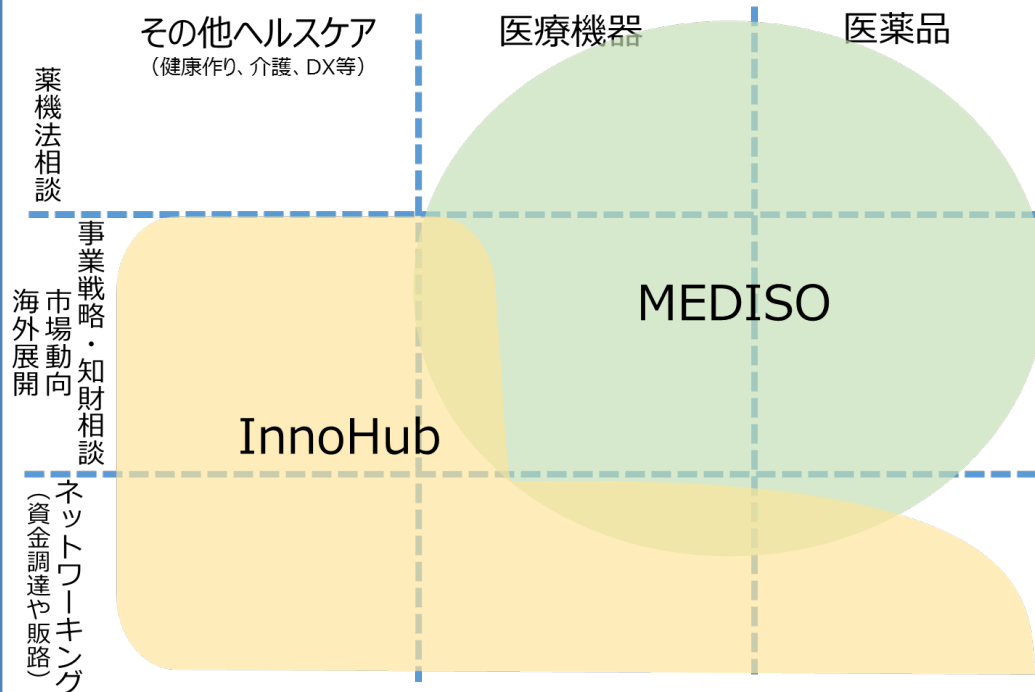 その他ヘルスケア
（健康作り、介護、DX等）
医療機器
医薬品
薬機法相談
事業戦略・知財相談
市場動向
海外展開
MEDISO
InnoHub
ネットワーキング
（資金調達や販路）